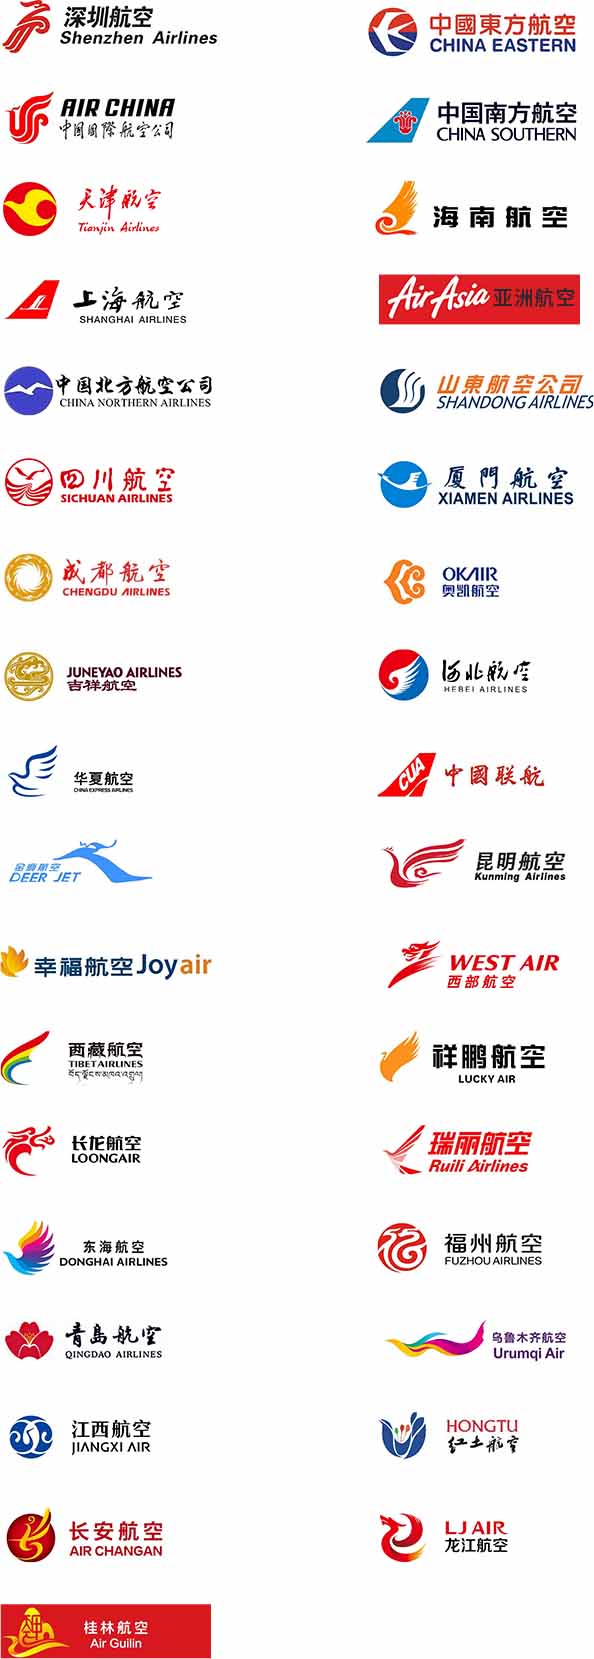 深圳航空
Shenzhen Airlines
中國東方航空
CHINA EASTERN
AIR CHINA
中国国際航空公司
中国南方航空
CHINA SOUTHERN
天津航空
Tianjin Airlines
海南航空
上海航空
SHANGHAI AIRLINES
AirAsia 亚洲航空
中国北方航空公司
CHINA NORTHERN AIRLINES
山東航空公司
SHANDONG AIRLINES
四川航空
SICHUAN AIRLINES
厦門航空
XIAMEN AIRLINES
成都航空
CHENGDU AIRLINES
OKAIR
奥凯航空
JUNEYAO AIRLINES
吉祥航空
河北航空
HEBEI AIRLINES
华夏航空
CHINA EXPRESS AIRLINES
CUA 中國联航
金鹿航空
DEER JET
昆明航空
Kunming Airlines
幸福航空 Joyair
WEST AIR
西部航空
西藏航空
TIBET AIRLINES
བོད་ལྗོངས་མཁའ་འགྲུལ།
祥鹏航空
LUCKY AIR
长龙航空
LOONGAIR
瑞丽航空
Ruili Airlines
东海航空
DONGHAI AIRLINES
福州航空
FUZHOU AIRLINES
青島航空
QINGDAO AIRLINES
乌鲁木齐航空
Urumqi Air
江西航空
JIANGXI AIR
HONGTU
红土航空
长安航空
AIR CHANGAN
LJ AIR
龙江航空
桂林航空
Air Guilin